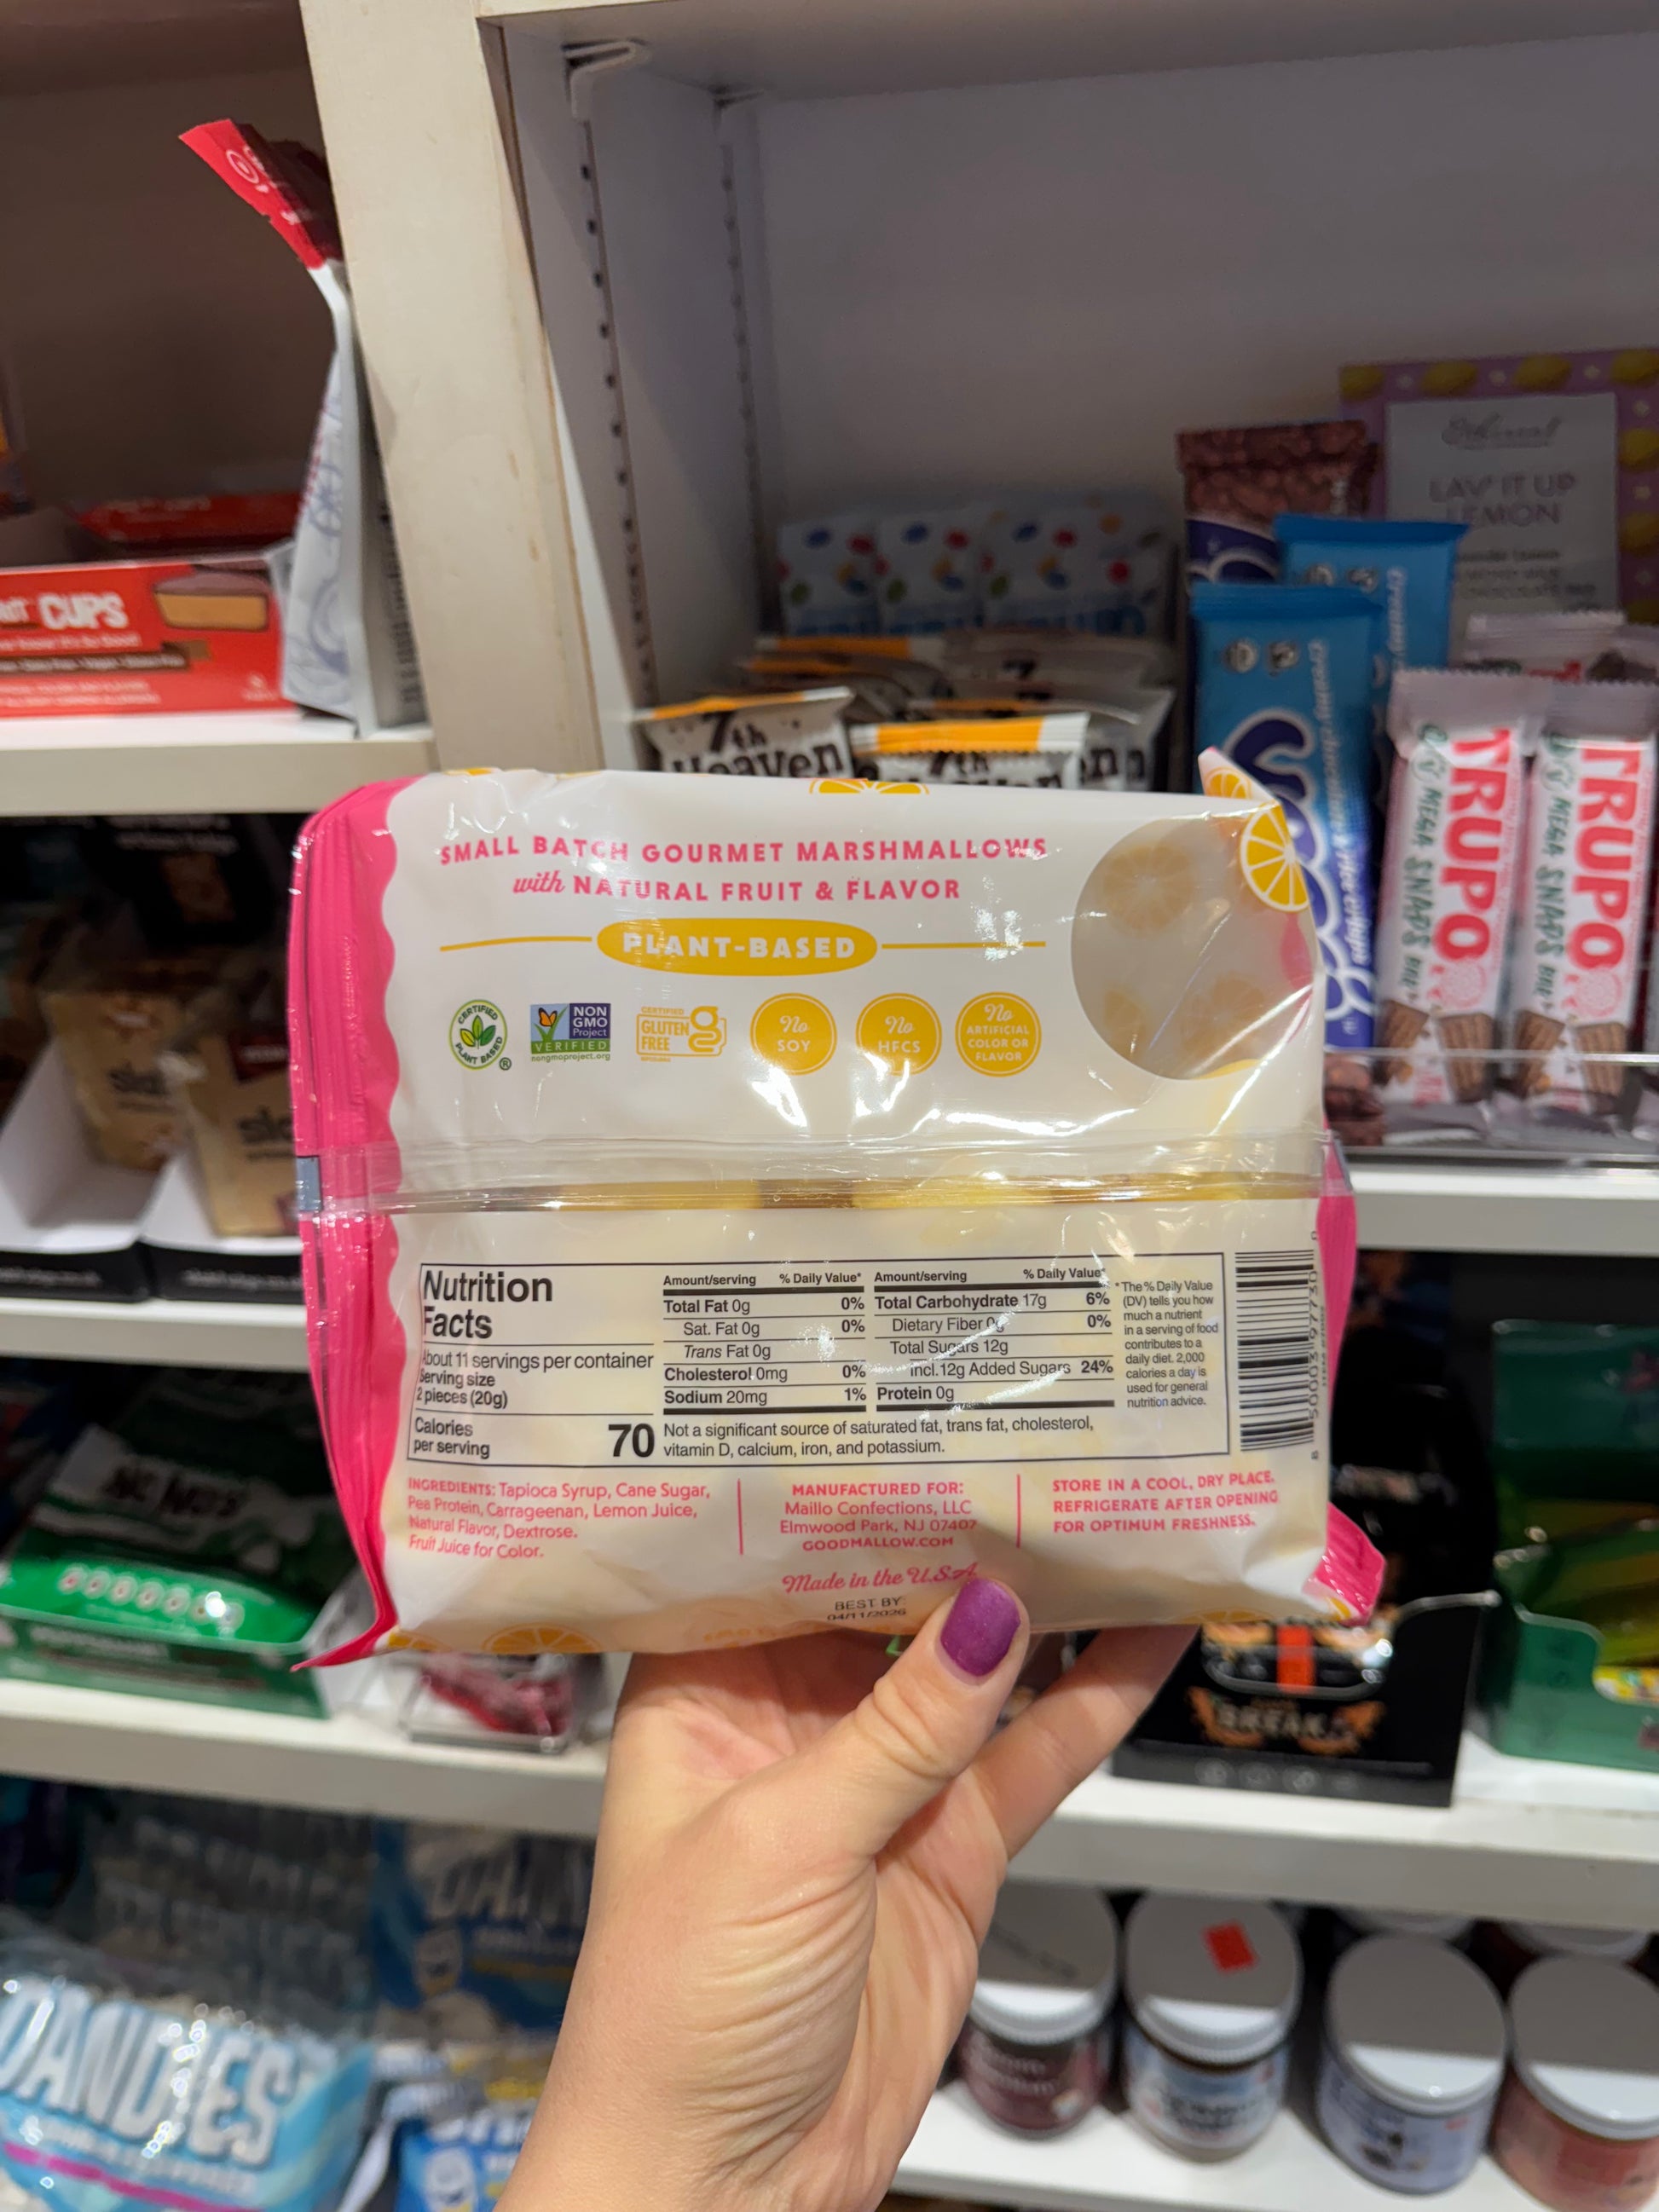 CUPS
LAV' IT UP
LEMON
7th
Heaven
7th
TRUPO
MEGA SNAPS
TRUPO
MEGA SNAPS
SMALL BATCH GOURMET MARSHMALLOWS
with NATURAL FRUIT & FLAVOR
PLANT-BASED
CERTIFIED
PLANT BASED
®
NON
GMO
Project
VERIFIED
nongmoproject.org
CERTIFIED
GLUTEN
FREE
No
SOY
No
HFCS
No
ARTIFICIAL
COLOR OR
FLAVOR
Nutrition
Facts
About 11 servings per container
Serving size
2 pieces (20g)
Calories
per serving 70
Amount/serving % Daily Value*
Total Fat 0g 0%
Sat. Fat 0g 0%
Trans Fat 0g
Cholesterol 0mg 0%
Sodium 20mg 1%
Amount/serving % Daily Value*
Total Carbohydrate 17g 6%
Dietary Fiber 0g 0%
Total Sugars 12g
Incl. 12g Added Sugars 24%
Protein 0g
Not a significant source of saturated fat, trans fat, cholesterol,
vitamin D, calcium, iron, and potassium.
*The % Daily Value
(DV) tells you how
much a nutrient
in a serving of food
contributes to a
daily diet. 2,000
calories a day is
used for general
nutrition advice.
8 50003 97730 0
INGREDIENTS: Tapioca Syrup, Cane Sugar,
Pea Protein, Carrageenan, Lemon Juice,
Natural Flavor, Dextrose.
Fruit Juice for Color.
MANUFACTURED FOR:
Maillo Confections, LLC
Elmwood Park, NJ 07407
GOODMALLOW.COM
STORE IN A COOL, DRY PLACE.
REFRIGERATE AFTER OPENING
FOR OPTIMUM FRESHNESS.
Made in the U.S.A.
BEST BY:
04/11/2026
BREAK
DANDIES